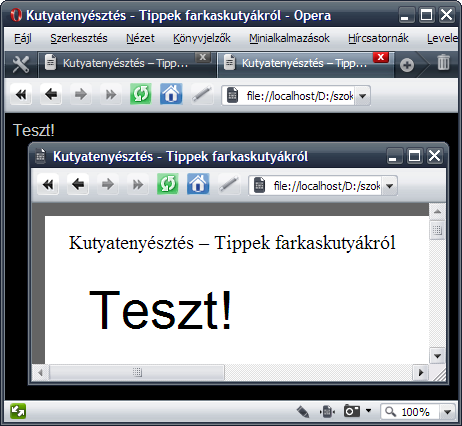 Kutyatenyésztés - Tippek farkaskutyákról - Opera
Fájl Szerkesztés Nézet Könyvjelzők Minialkalmazások Hírcsatornák Levele
Kutyatenyésztés – Tipp... Kutyatenyésztés – Tipp...
file://localhost/D:/szok
Teszt!
Kutyatenyésztés - Tippek farkaskutyákról
file://localhost/D:/szok
Kutyatenyésztés – Tippek farkaskutyákról
Teszt!
100%